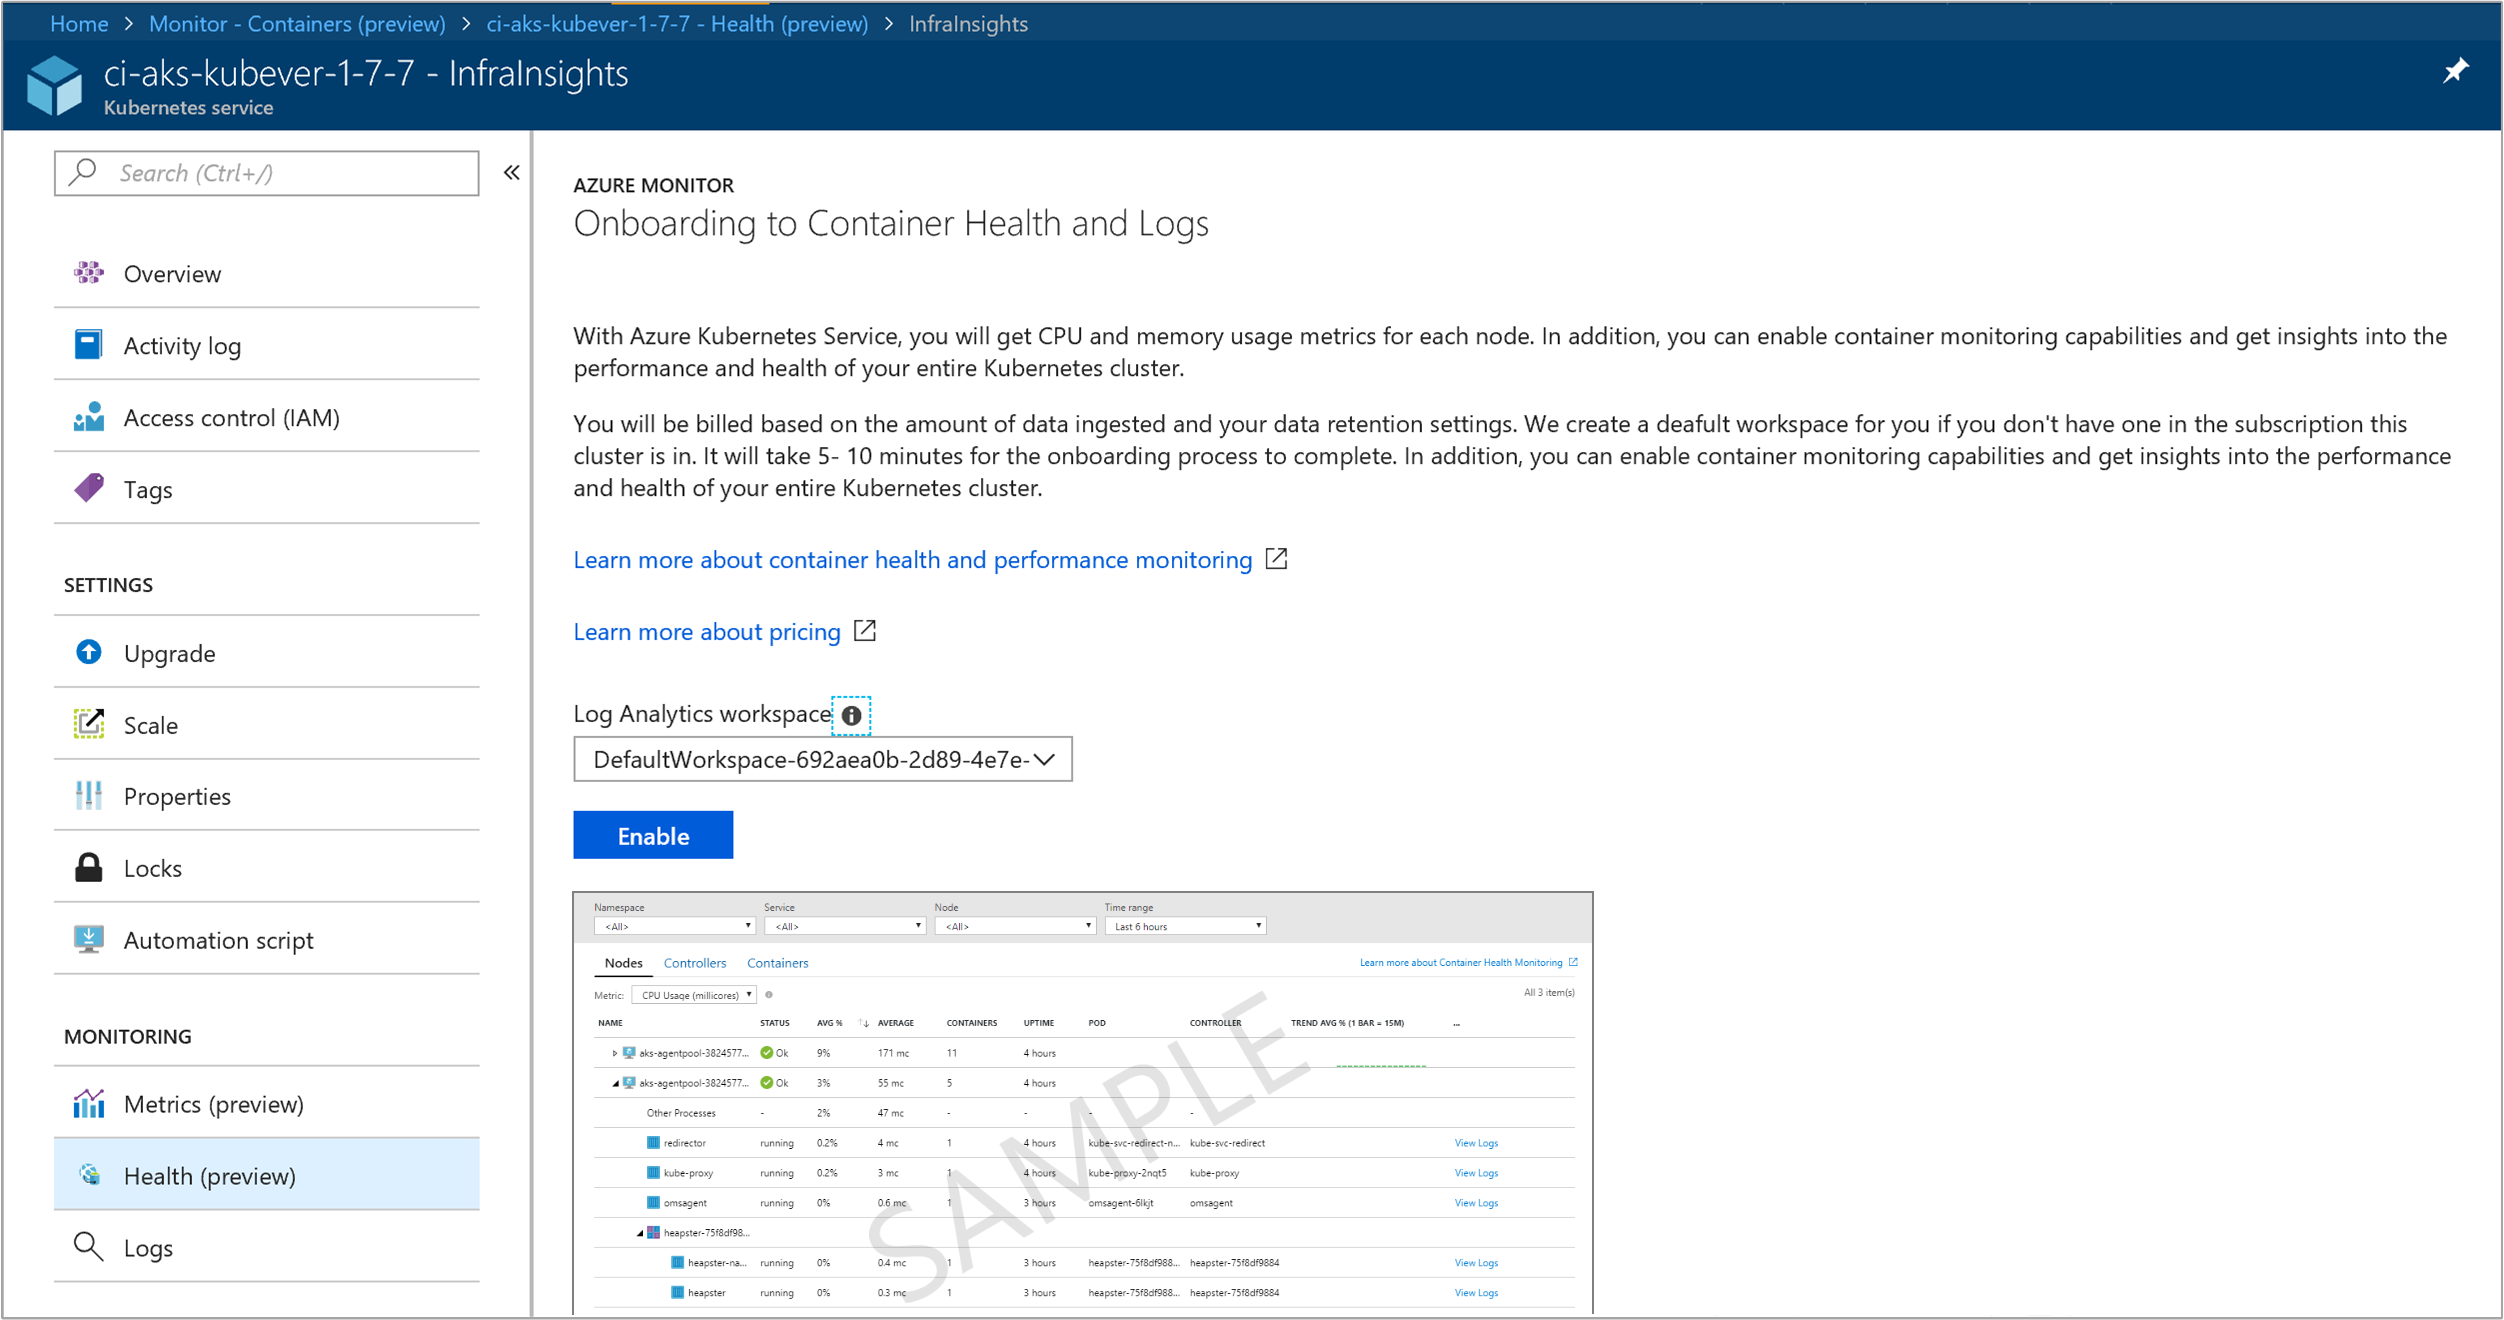 Home > Monitor - Containers (preview) > ci-aks-kubever-1-7-7 - Health (preview) > InfraInsights
ci-aks-kubever-1-7-7 - InfraInsights
Kubernetes service
Search (Ctrl+/)
Overview
Activity log
Access control (IAM)
Tags
SETTINGS
Upgrade
Scale
Properties
Locks
Automation script
MONITORING
Metrics (preview)
Health (preview)
Logs
AZURE MONITOR
Onboarding to Container Health and Logs
With Azure Kubernetes Service, you will get CPU and memory usage metrics for each node. In addition, you can enable container monitoring capabilities and get insights into the
performance and health of your entire Kubernetes cluster.
You will be billed based on the amount of data ingested and your data retention settings. We create a deafult workspace for you if you don't have one in the subscription this
cluster is in. It will take 5- 10 minutes for the onboarding process to complete. In addition, you can enable container monitoring capabilities and get insights into the performance
and health of your entire Kubernetes cluster.
Learn more about container health and performance monitoring
Learn more about pricing
Log Analytics workspace
DefaultWorkspace-692aea0b-2d89-4e7e-
Enable
Namespace Service Node Time range
<All> <All> <All> Last 6 hours
Nodes Controllers Containers Learn more about Container Health Monitoring
Metric: CPU Usage (millicores) All 3 item(s)
NAME STATUS AVG % AVERAGE CONTAINERS UPTIME POD CONTROLLER TREND AVG % (1 BAR = 15M) ...
aks-agentpool-3824577... Ok 9% 171 mc 11 4 hours
aks-agentpool-3824577... Ok 3% 55 mc 5 4 hours
Other Processes - 2% 47 mc - - - -
redirector running 0.2% 4 mc 1 4 hours kube-svc-redirect-n... kube-svc-redirect View Logs
kube-proxy running 0.2% 3 mc 1 4 hours kube-proxy-2nqt5 kube-proxy View Logs
omsagent running 0% 0.6 mc 1 3 hours omsagent-6lkjt omsagent View Logs
heapster-75f8df98...
heapster-na... running 0% 0.4 mc 1 3 hours heapster-75f8df988... heapster-75f8df9884 View Logs
heapster running 0% 0.3 mc 1 3 hours heapster-75f8df988... heapster-75f8df9884 View Logs
SAMPLE